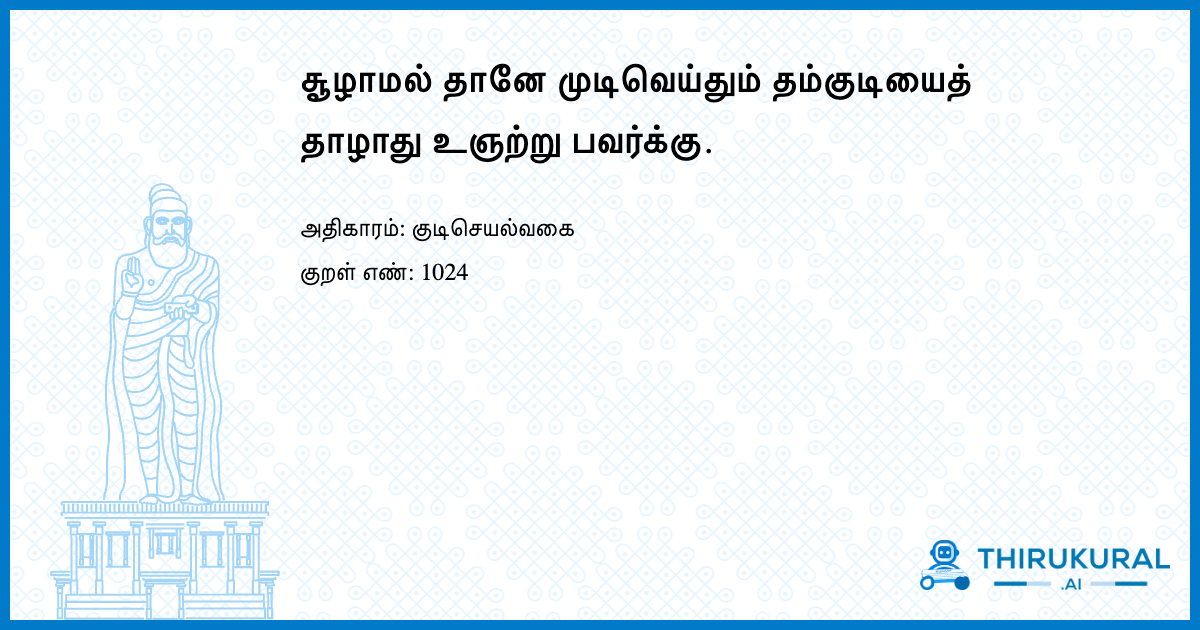 சூழாமல் தானே முடிவெய்தும் தம்குடியைத்
தாழாது உஞற்று பவர்க்கு.
அதிகாரம்: குடிசெயல்வகை
குறள் எண்: 1024
THIRUKURAL
.AI